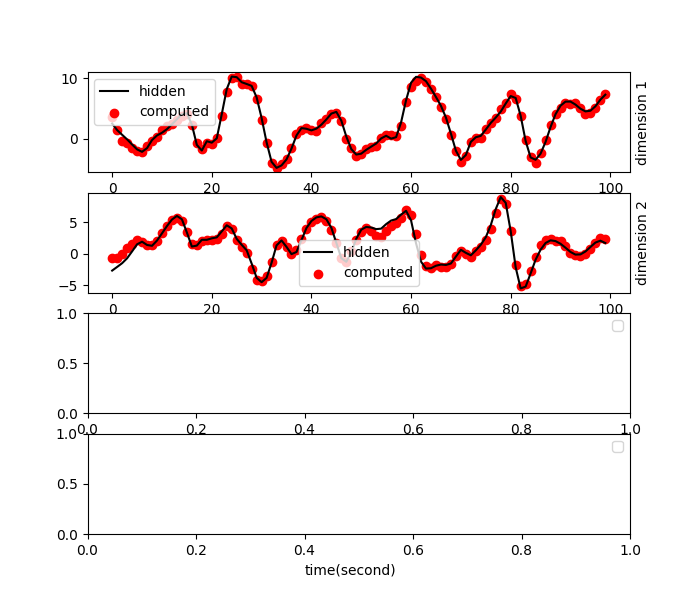 10
0
hidden
computed
dimension 1
0 20 40 60 80 100
5
0
−5
hidden
computed
dimension 2
0 20 40 60 80 100
1.0
0.5
0.0
0.0 0.2 0.4 0.6 0.8 1.0
1.0
0.5
0.0
0.0 0.2 0.4 0.6 0.8 1.0
time(second)